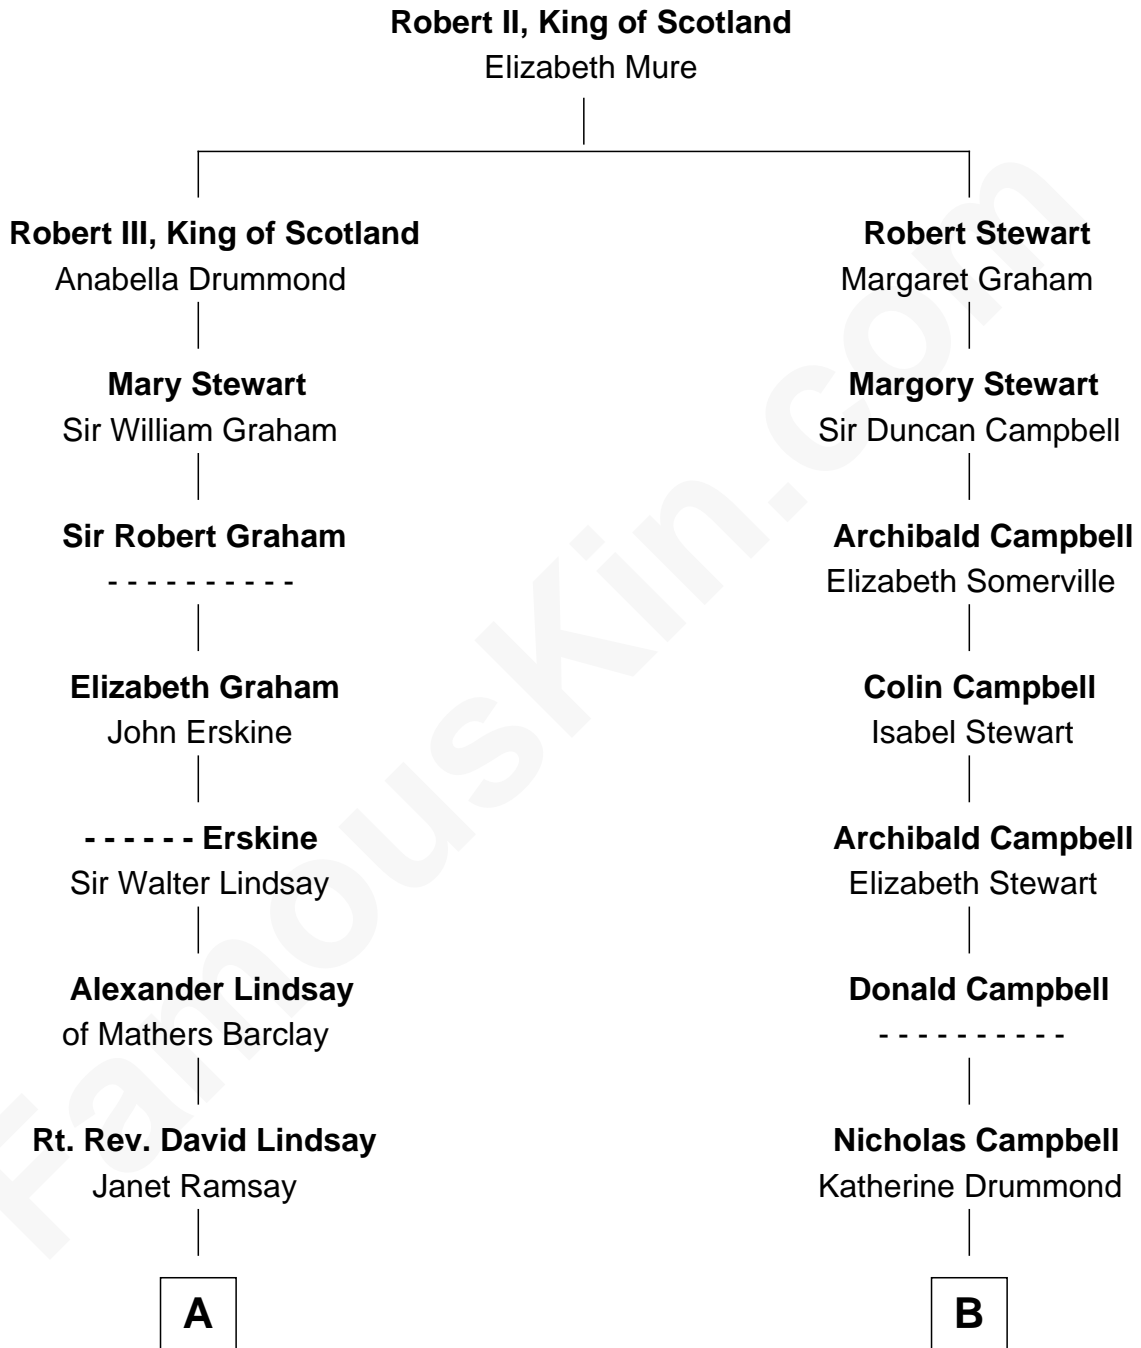 Robert II, King of Scotland
Elizabeth Mure
Robert III, King of Scotland
Anabella Drummond
Mary Stewart
Sir William Graham
Sir Robert Graham
- - - - - - - - - -
Elizabeth Graham
John Erskine
- - - - - - Erskine
Sir Walter Lindsay
Alexander Lindsay
of Mathers Barclay
Rt. Rev. David Lindsay
Janet Ramsay
A
Robert Stewart
Margaret Graham
Margory Stewart
Sir Duncan Campbell
Archibald Campbell
Elizabeth Somerville
Colin Campbell
Isabel Stewart
Archibald Campbell
Elizabeth Stewart
Donald Campbell
- - - - - - - - - -
Nicholas Campbell
Katherine Drummond
B
FamousKin.com